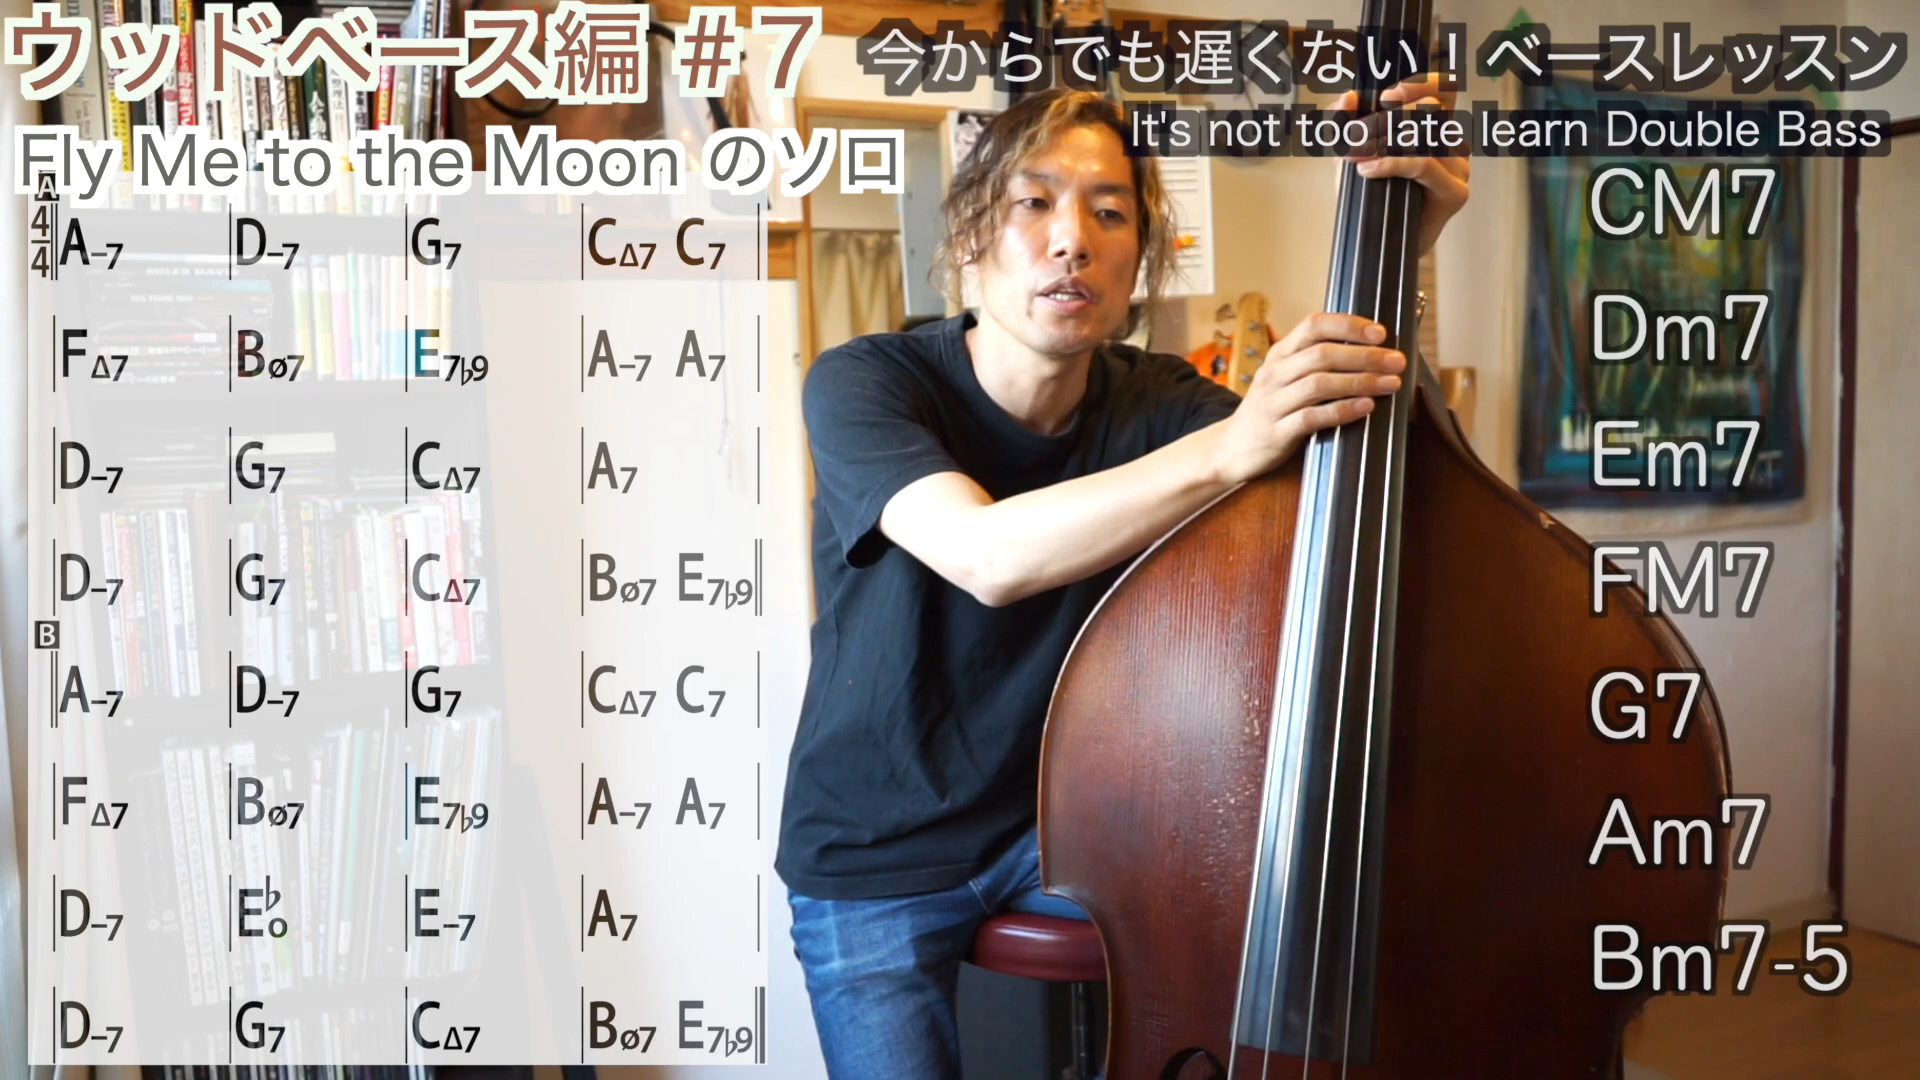 ウッドベース編 #7
今からでも遅くない！ベースレッスン
It's not too late learn Double Bass
Fly Me to the Moon のソロ
A
4/4 A–7 D–7 G7 CΔ7 C7
FΔ7 Bø7 E7♭9 A–7 A7
D–7 G7 CΔ7 A7
D–7 G7 CΔ7 Bø7 E7♭9
B
A–7 D–7 G7 CΔ7 C7
FΔ7 Bø7 E7♭9 A–7 A7
D–7 E♭o E–7 A7
D–7 G7 CΔ7 Bø7 E7♭9
CM7
Dm7
Em7
FM7
G7
Am7
Bm7-5
MILES DAVIS